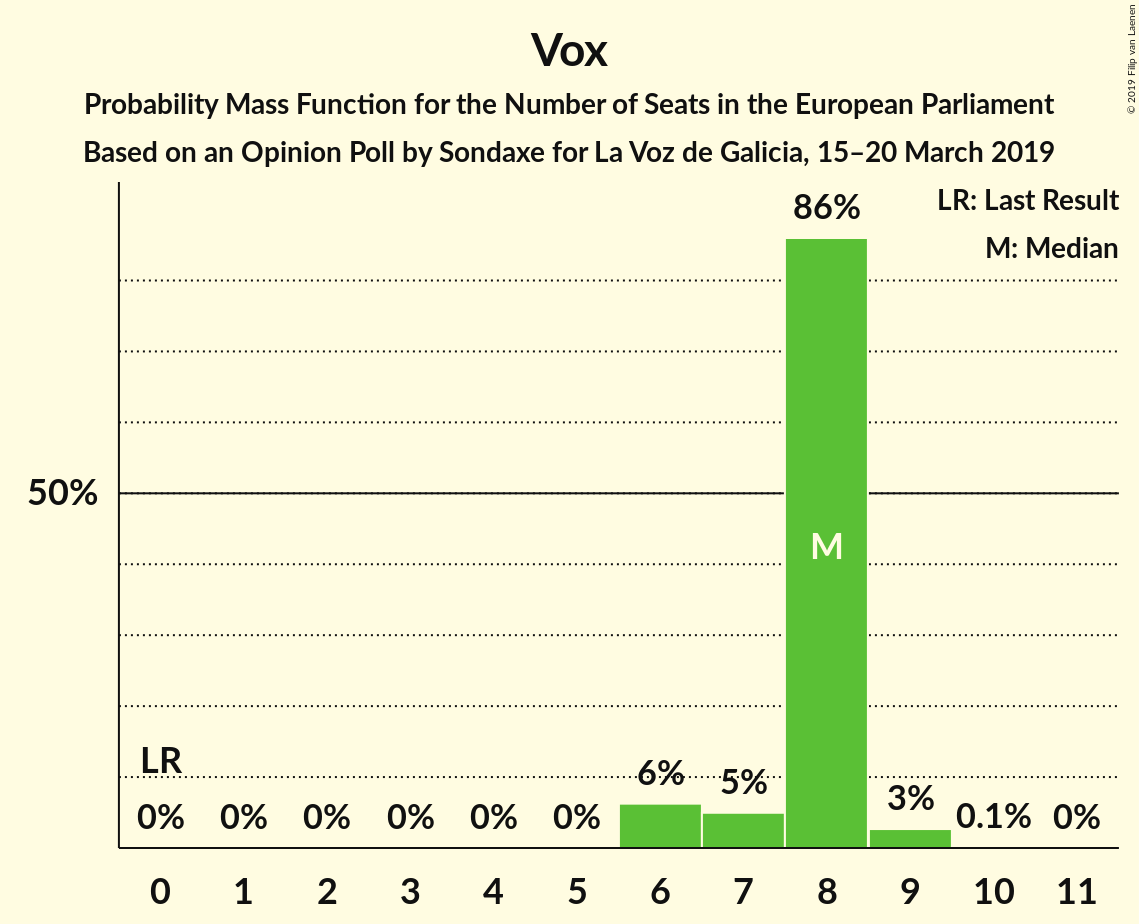 Vox
Probability Mass Function for the Number of Seats in the European Parliament
Based on an Opinion Poll by Sondaxe for La Voz de Galicia, 15–20 March 2019
© 2019 Filip van Laenen
LR: Last Result
M: Median
86%
50%
M
LR
0% 0% 0% 0% 0% 0% 6% 5% 3% 0.1% 0%
0 1 2 3 4 5 6 7 8 9 10 11